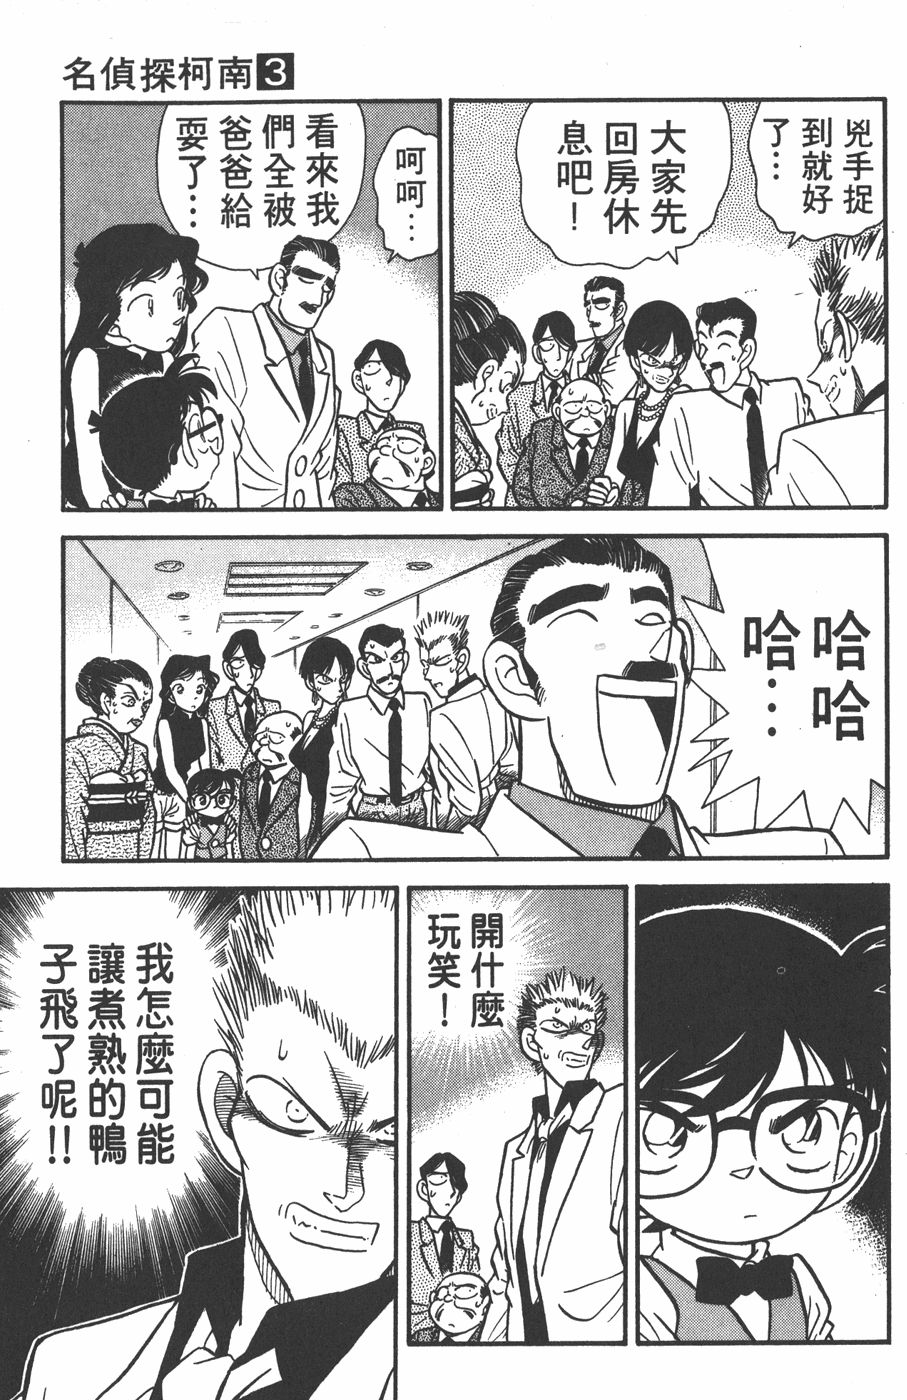 名偵探柯南3
兇手捉
到就好
了…
大家先
回房休
息吧！
呵呵…
看來我
們全被
爸爸給
耍了…
哈哈
哈…
開什麼
玩笑！
我怎麼可能
讓煮熟的鴨
子飛了呢!!